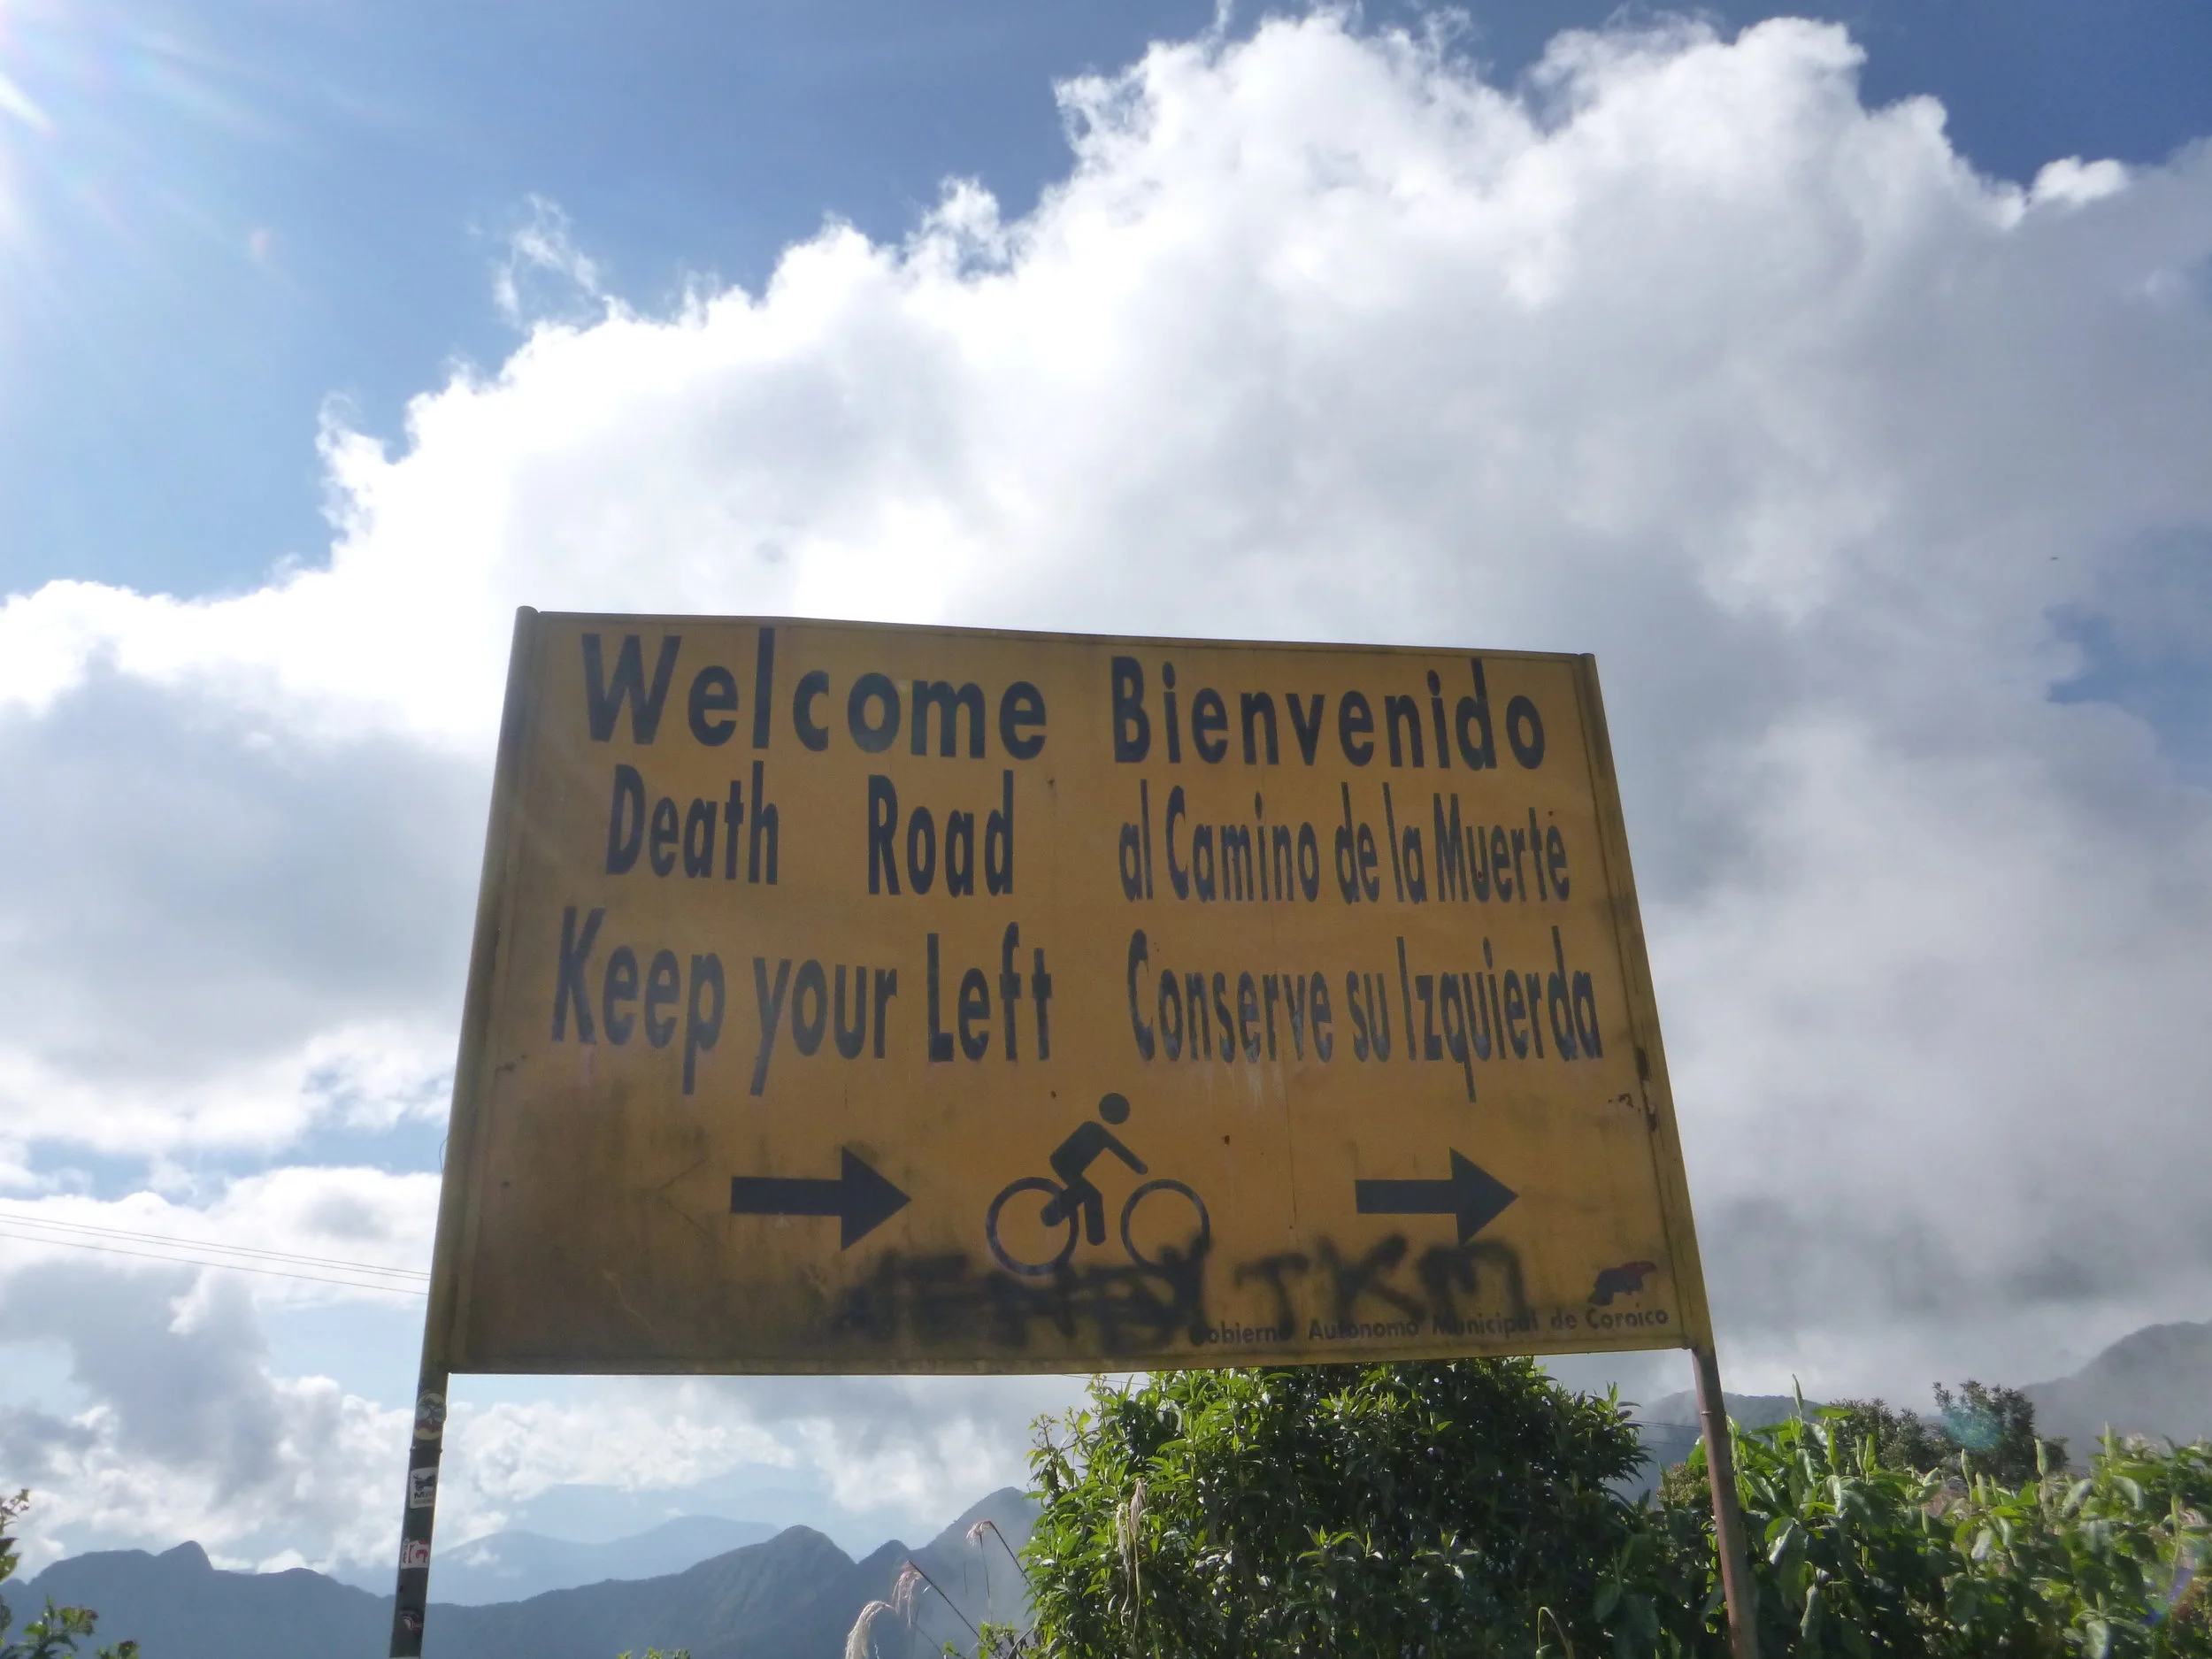 Welcome Bienvenido
Death Road al Camino de la Muerte
Keep your Left Conserve su Izquierda
TKM
Gobierno Autonomo Municipal de Coroico